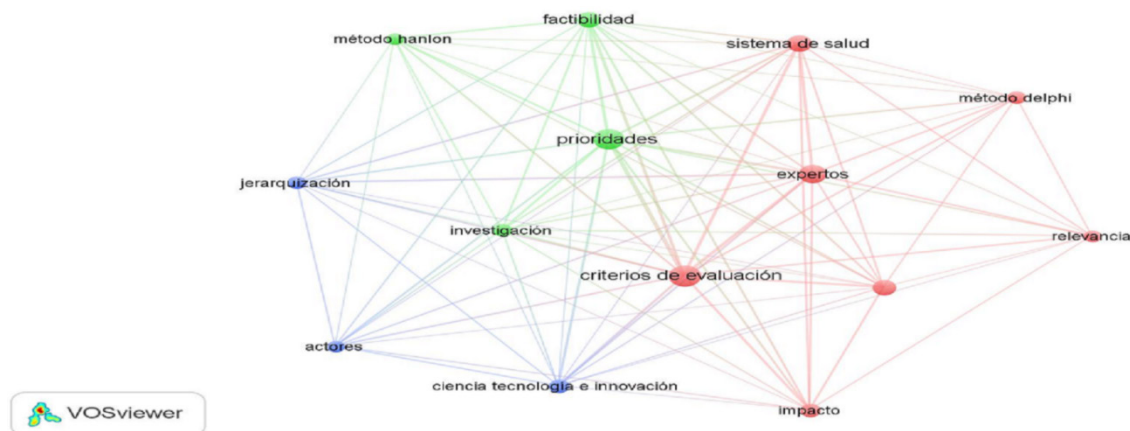 factibilidad
método hanlon
sistema de salud
método delphi
prioridades
expertos
jerarquización
investigación
relevancia
criterios de evaluación
actores
ciencia tecnología e innovación
impacto
VOSviewer